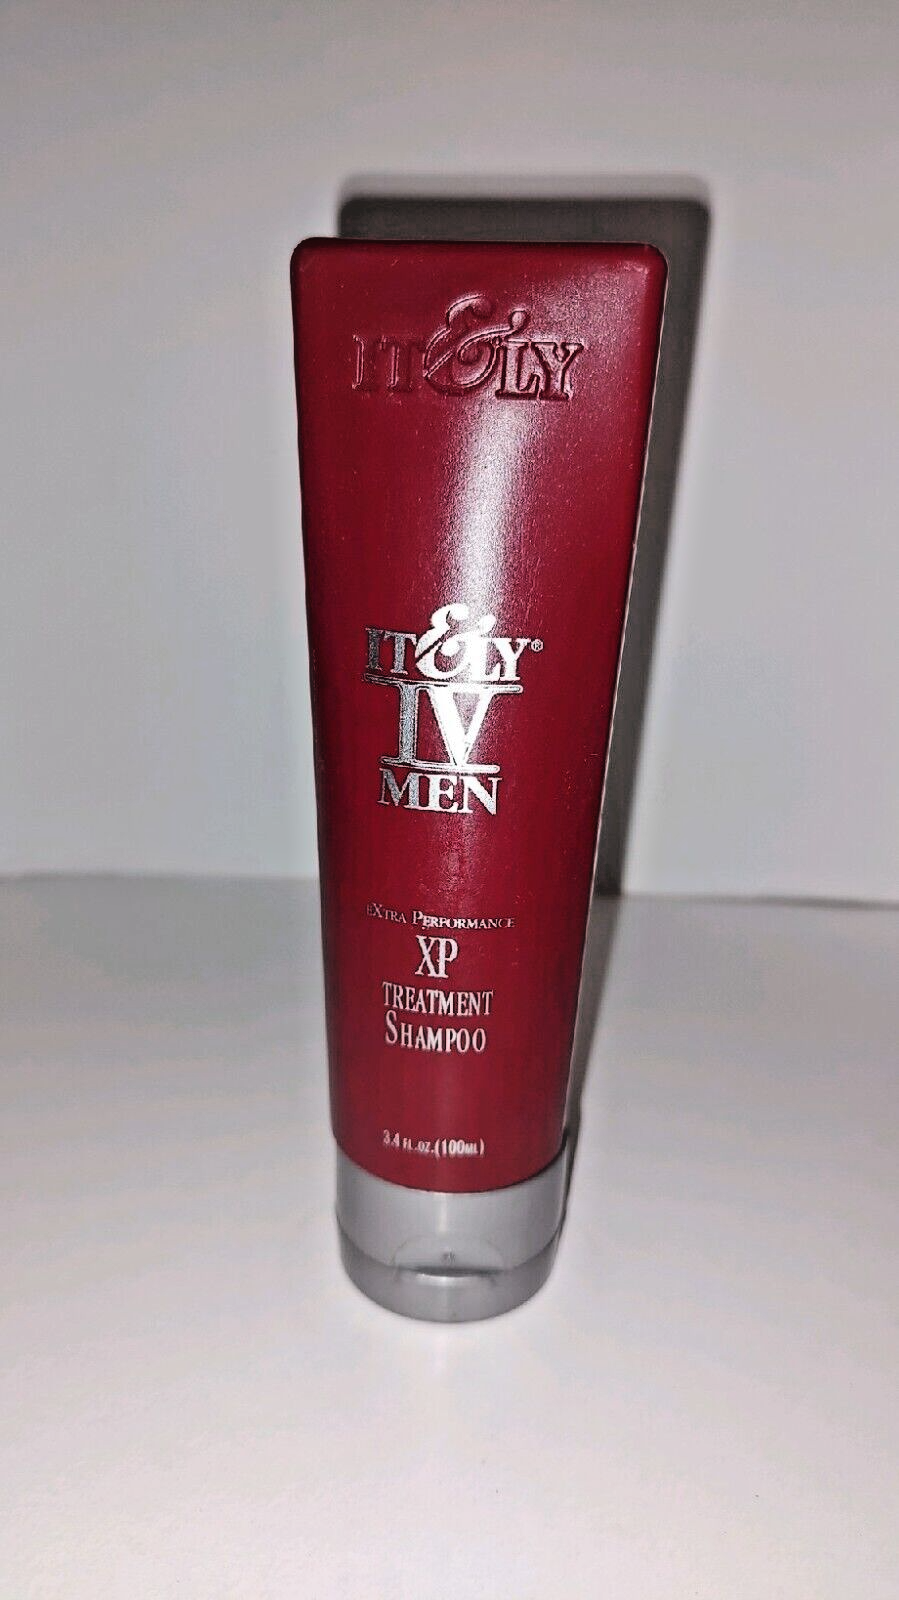 IT&LY
IT&LY®
IV
MEN
eXtra Performance
XP
TREATMENT
SHAMPOO
3.4 FL.OZ.(100ML)